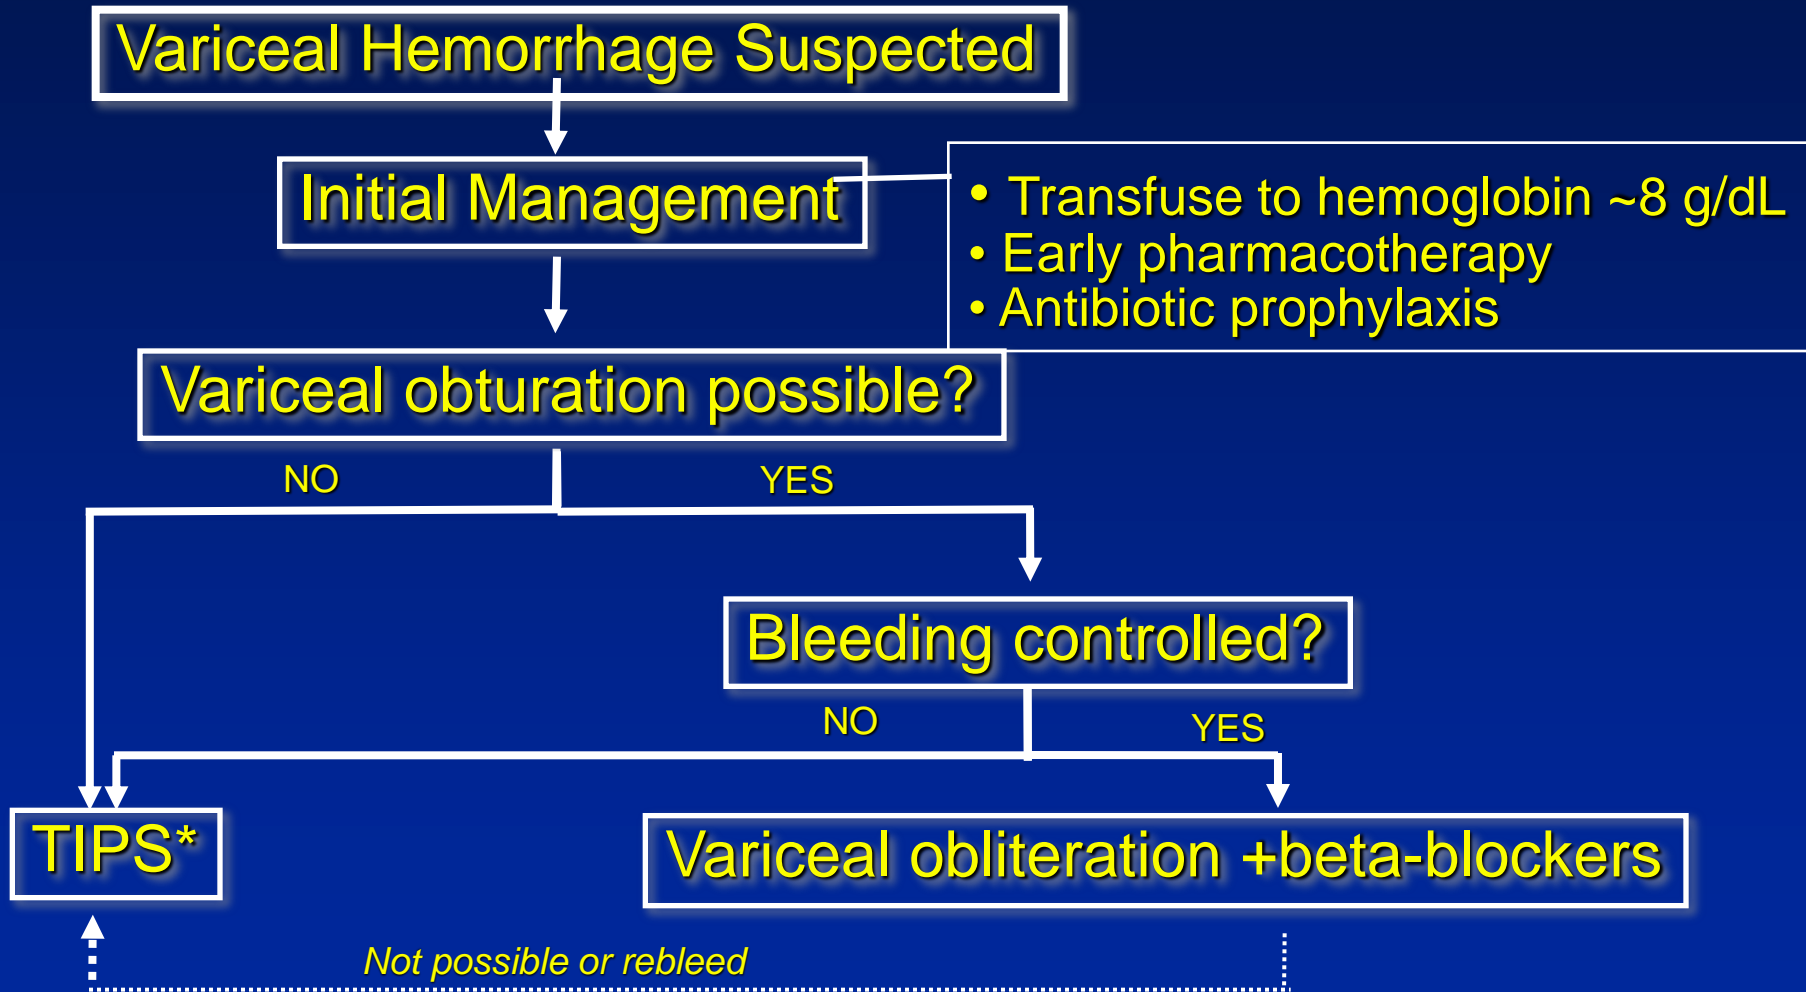 Variceal Hemorrhage Suspected
Initial Management
• Transfuse to hemoglobin ~8 g/dL
• Early pharmacotherapy
• Antibiotic prophylaxis
Variceal obturation possible?
NO
YES
Bleeding controlled?
NO
YES
TIPS*
Variceal obliteration +beta-blockers
Not possible or rebleed